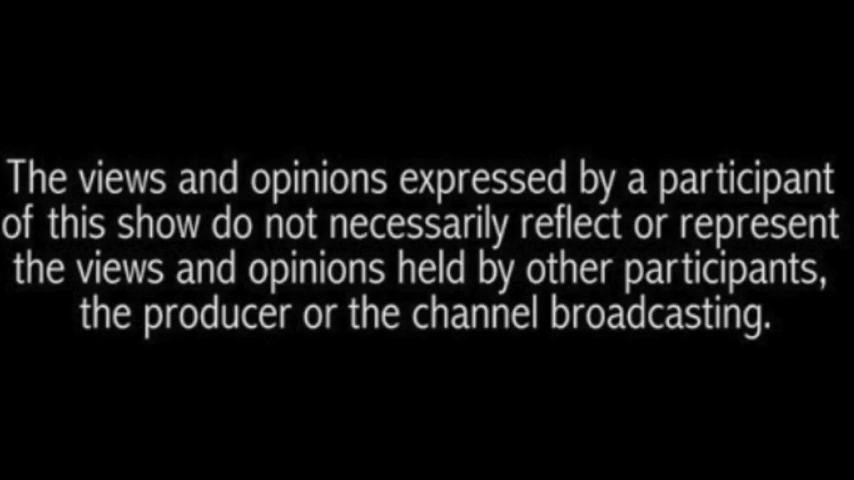 The views and opinions expressed by a participant
of this show do not necessarily reflect or represent
the views and opinions held by other participants,
the producer or the channel broadcasting.